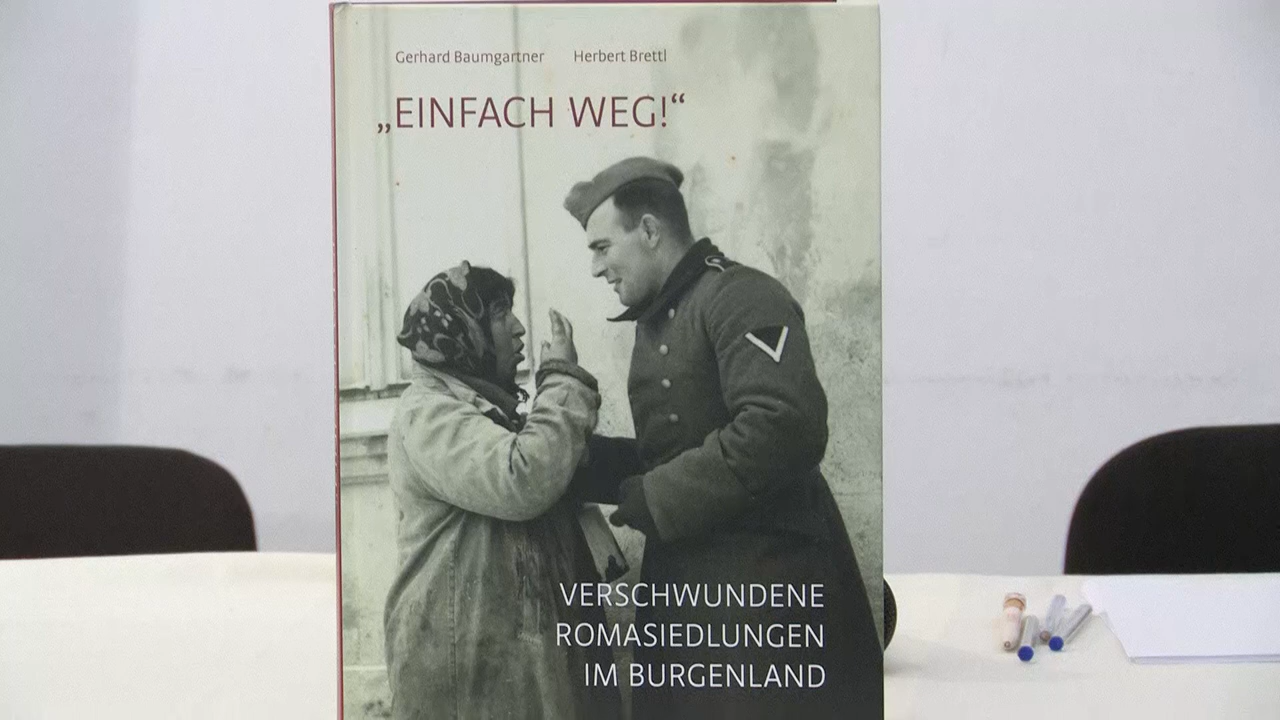 Gerhard Baumgartner Herbert Brettl
„EINFACH WEG!“
VERSCHWUNDENE
ROMASIEDLUNGEN
IM BURGENLAND